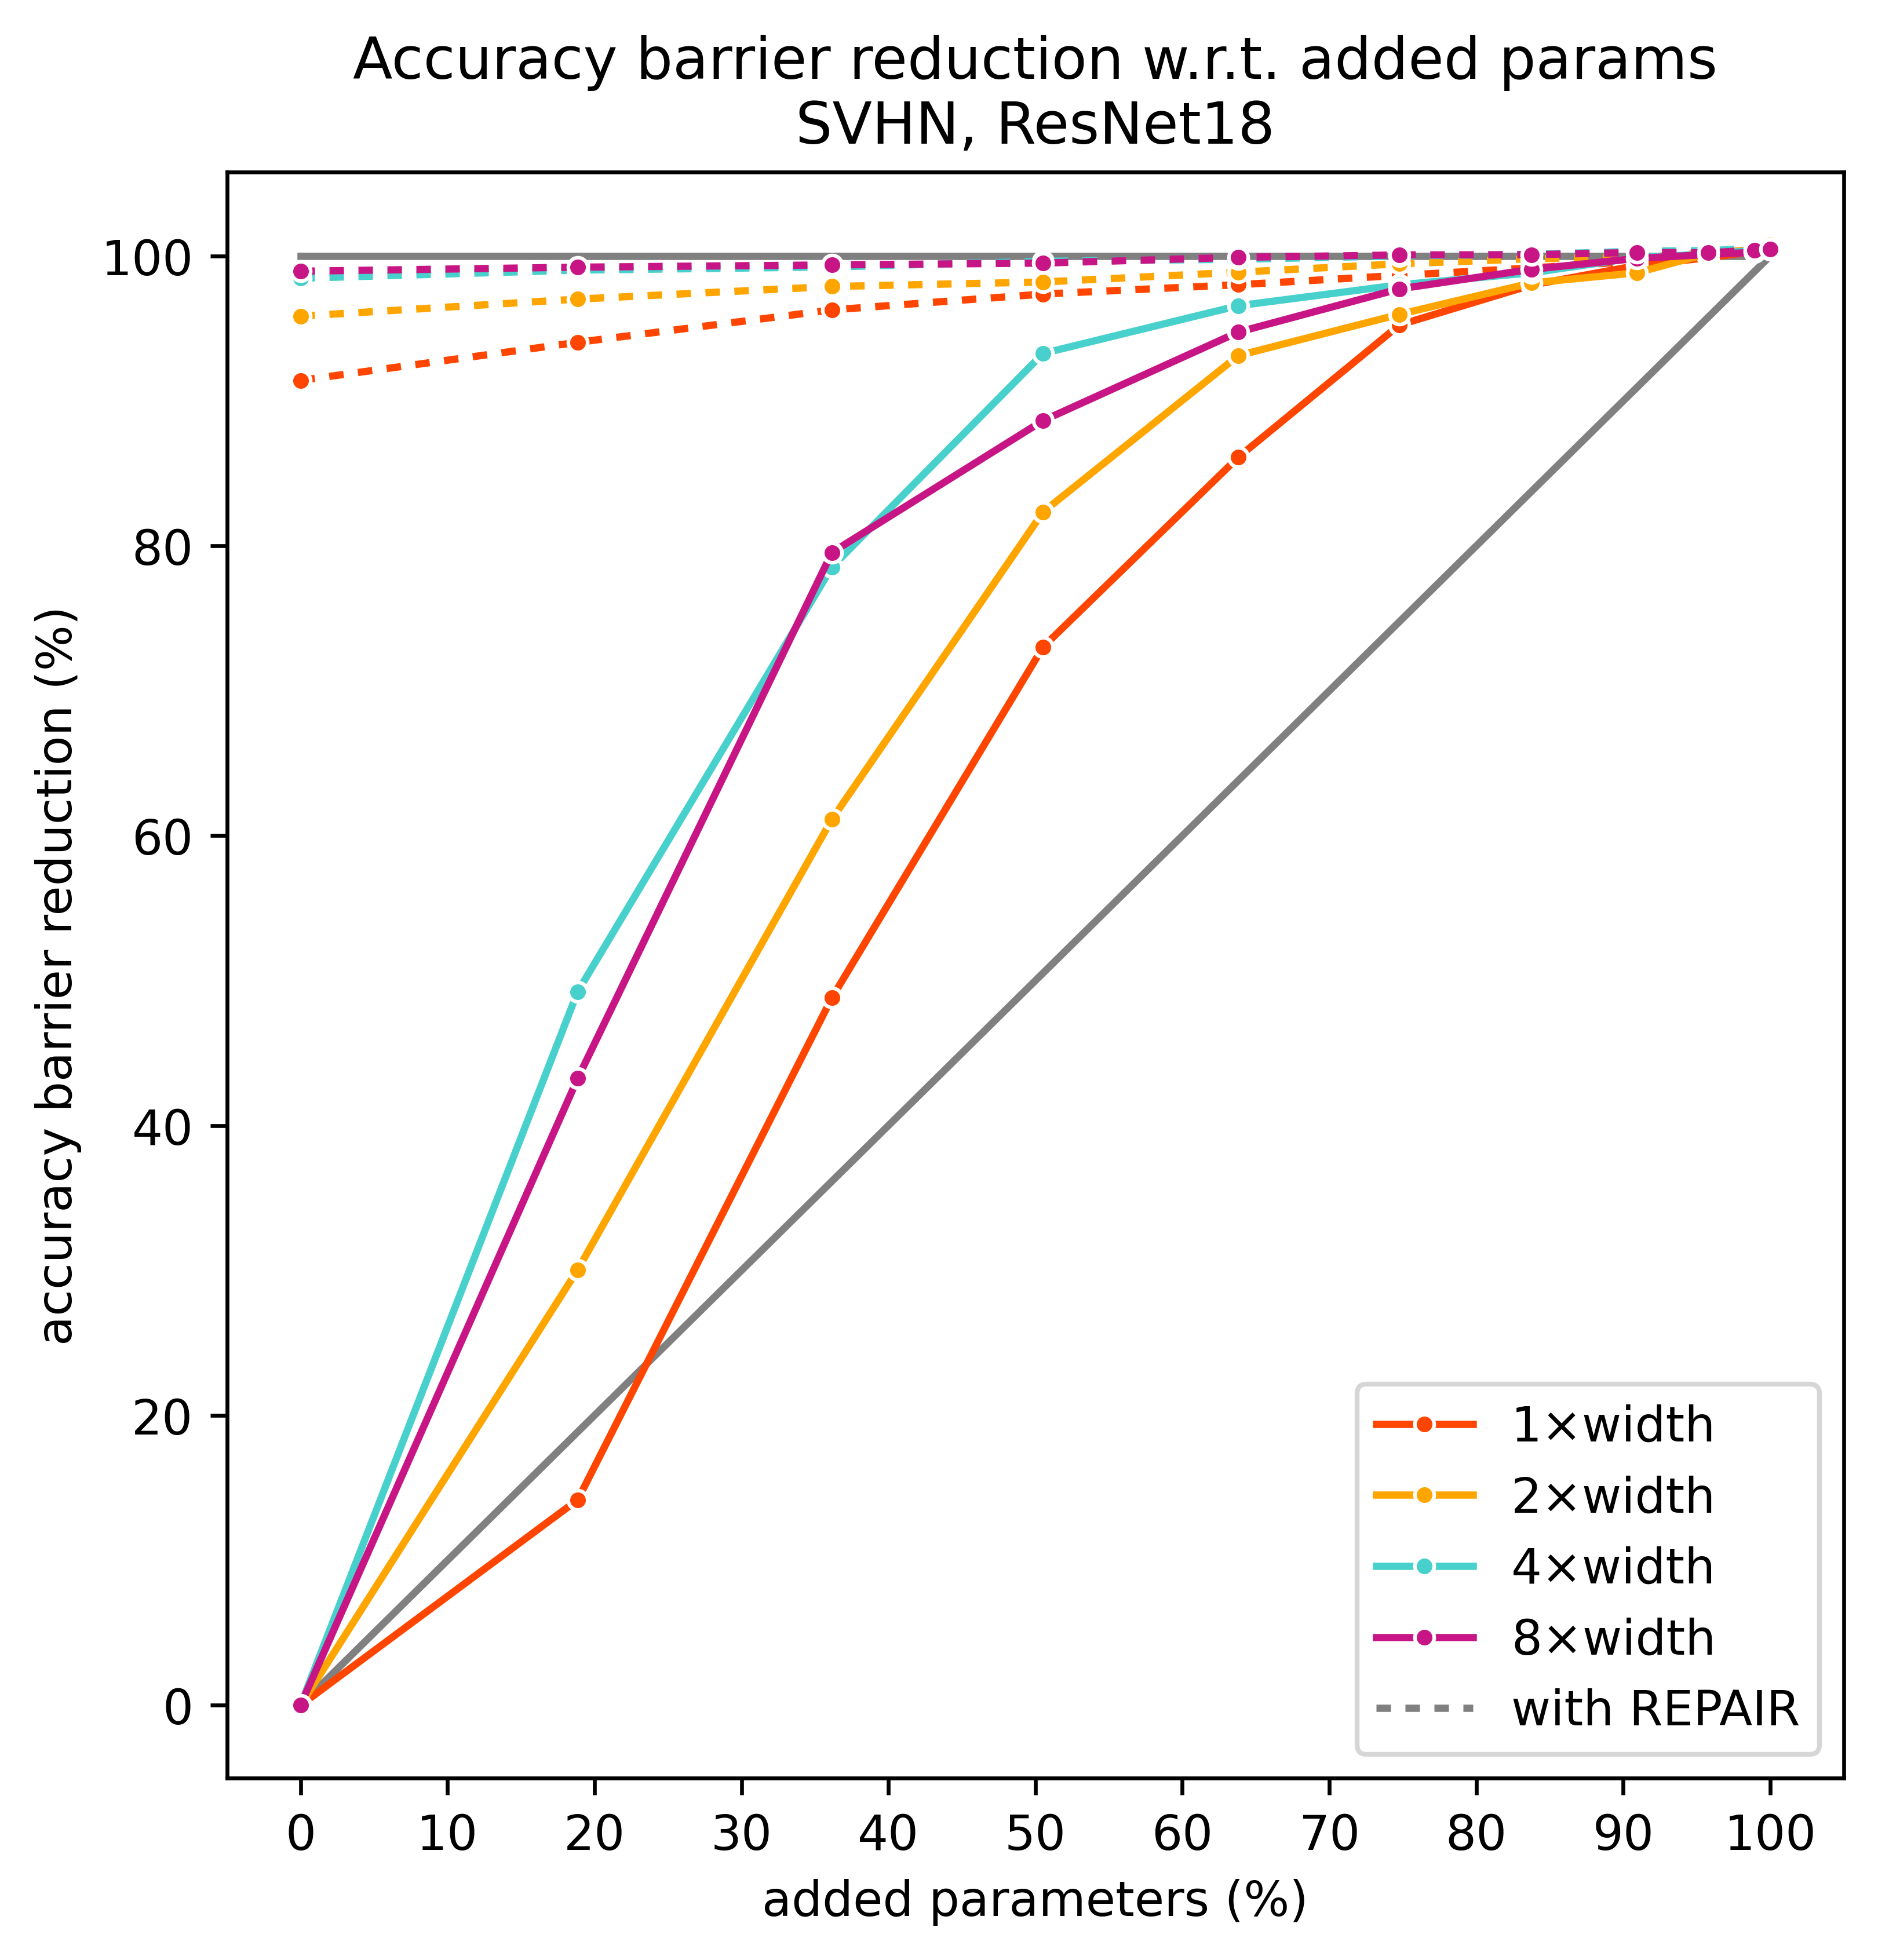 Accuracy barrier reduction w.r.t. added params
SVHN, ResNet18
accuracy barrier reduction (%)
100
80
60
40
20
0
0 10 20 30 40 50 60 70 80 90 100
added parameters (%)
1×width
2×width
4×width
8×width
with REPAIR